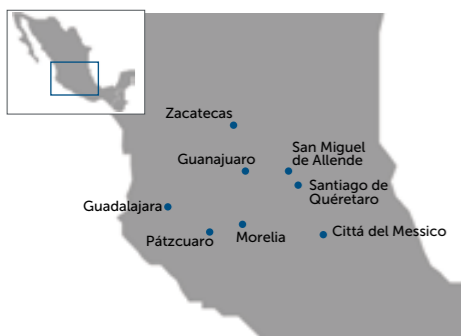 Zacatecas
Guanajuaro
San Miguel
de Allende
Santiago de
Quéretaro
Guadalajara
Pátzcuaro
Morelia
Cittá del Messico